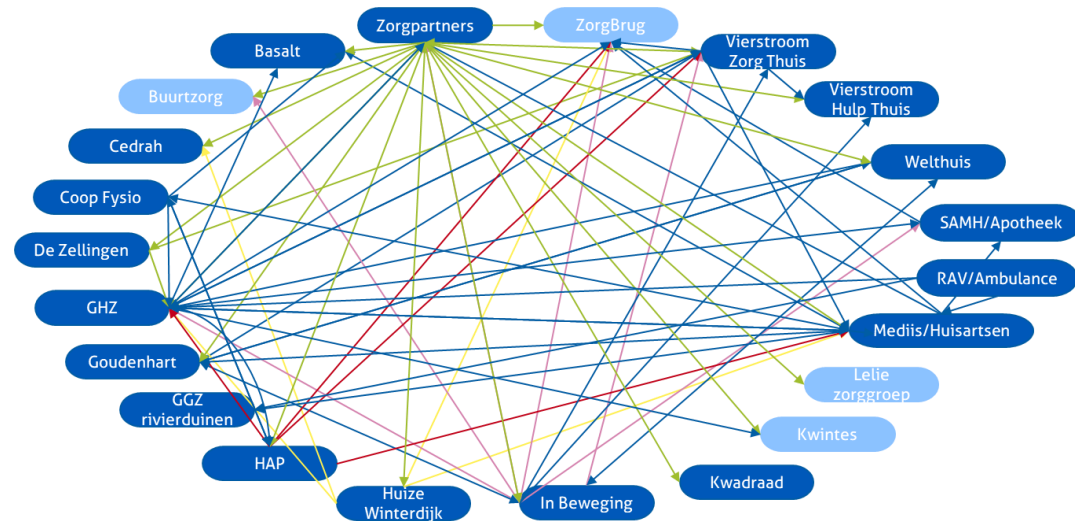 Zorgpartners
ZorgBrug
Basalt
Vierstroom
Zorg Thuis
Buurtzorg
Vierstroom
Hulp Thuis
Cedrah
Welthuis
Coop Fysio
SAMH/Apotheek
De Zellingen
RAV/Ambulance
GHZ
Mediis/Huisartsen
Goudenhart
Lelie
zorggroep
GGZ
rivierduinen
Kwintes
HAP
Kwadraad
Huize
Winterdijk
In Beweging